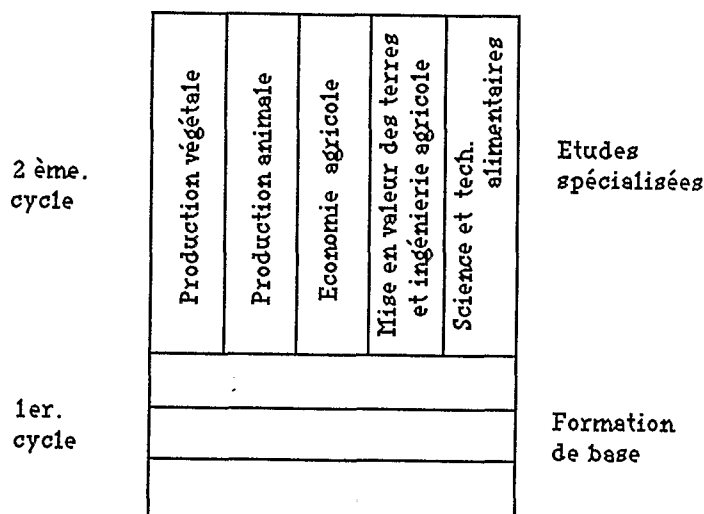 2 ème.
cycle
Production végétale
Production animale
Economie agricole
Mise en valeur des terres
et ingénierie agricole
Science et tech.
alimentaires
Etudes
spécialisées
1er.
cycle
Formation
de base